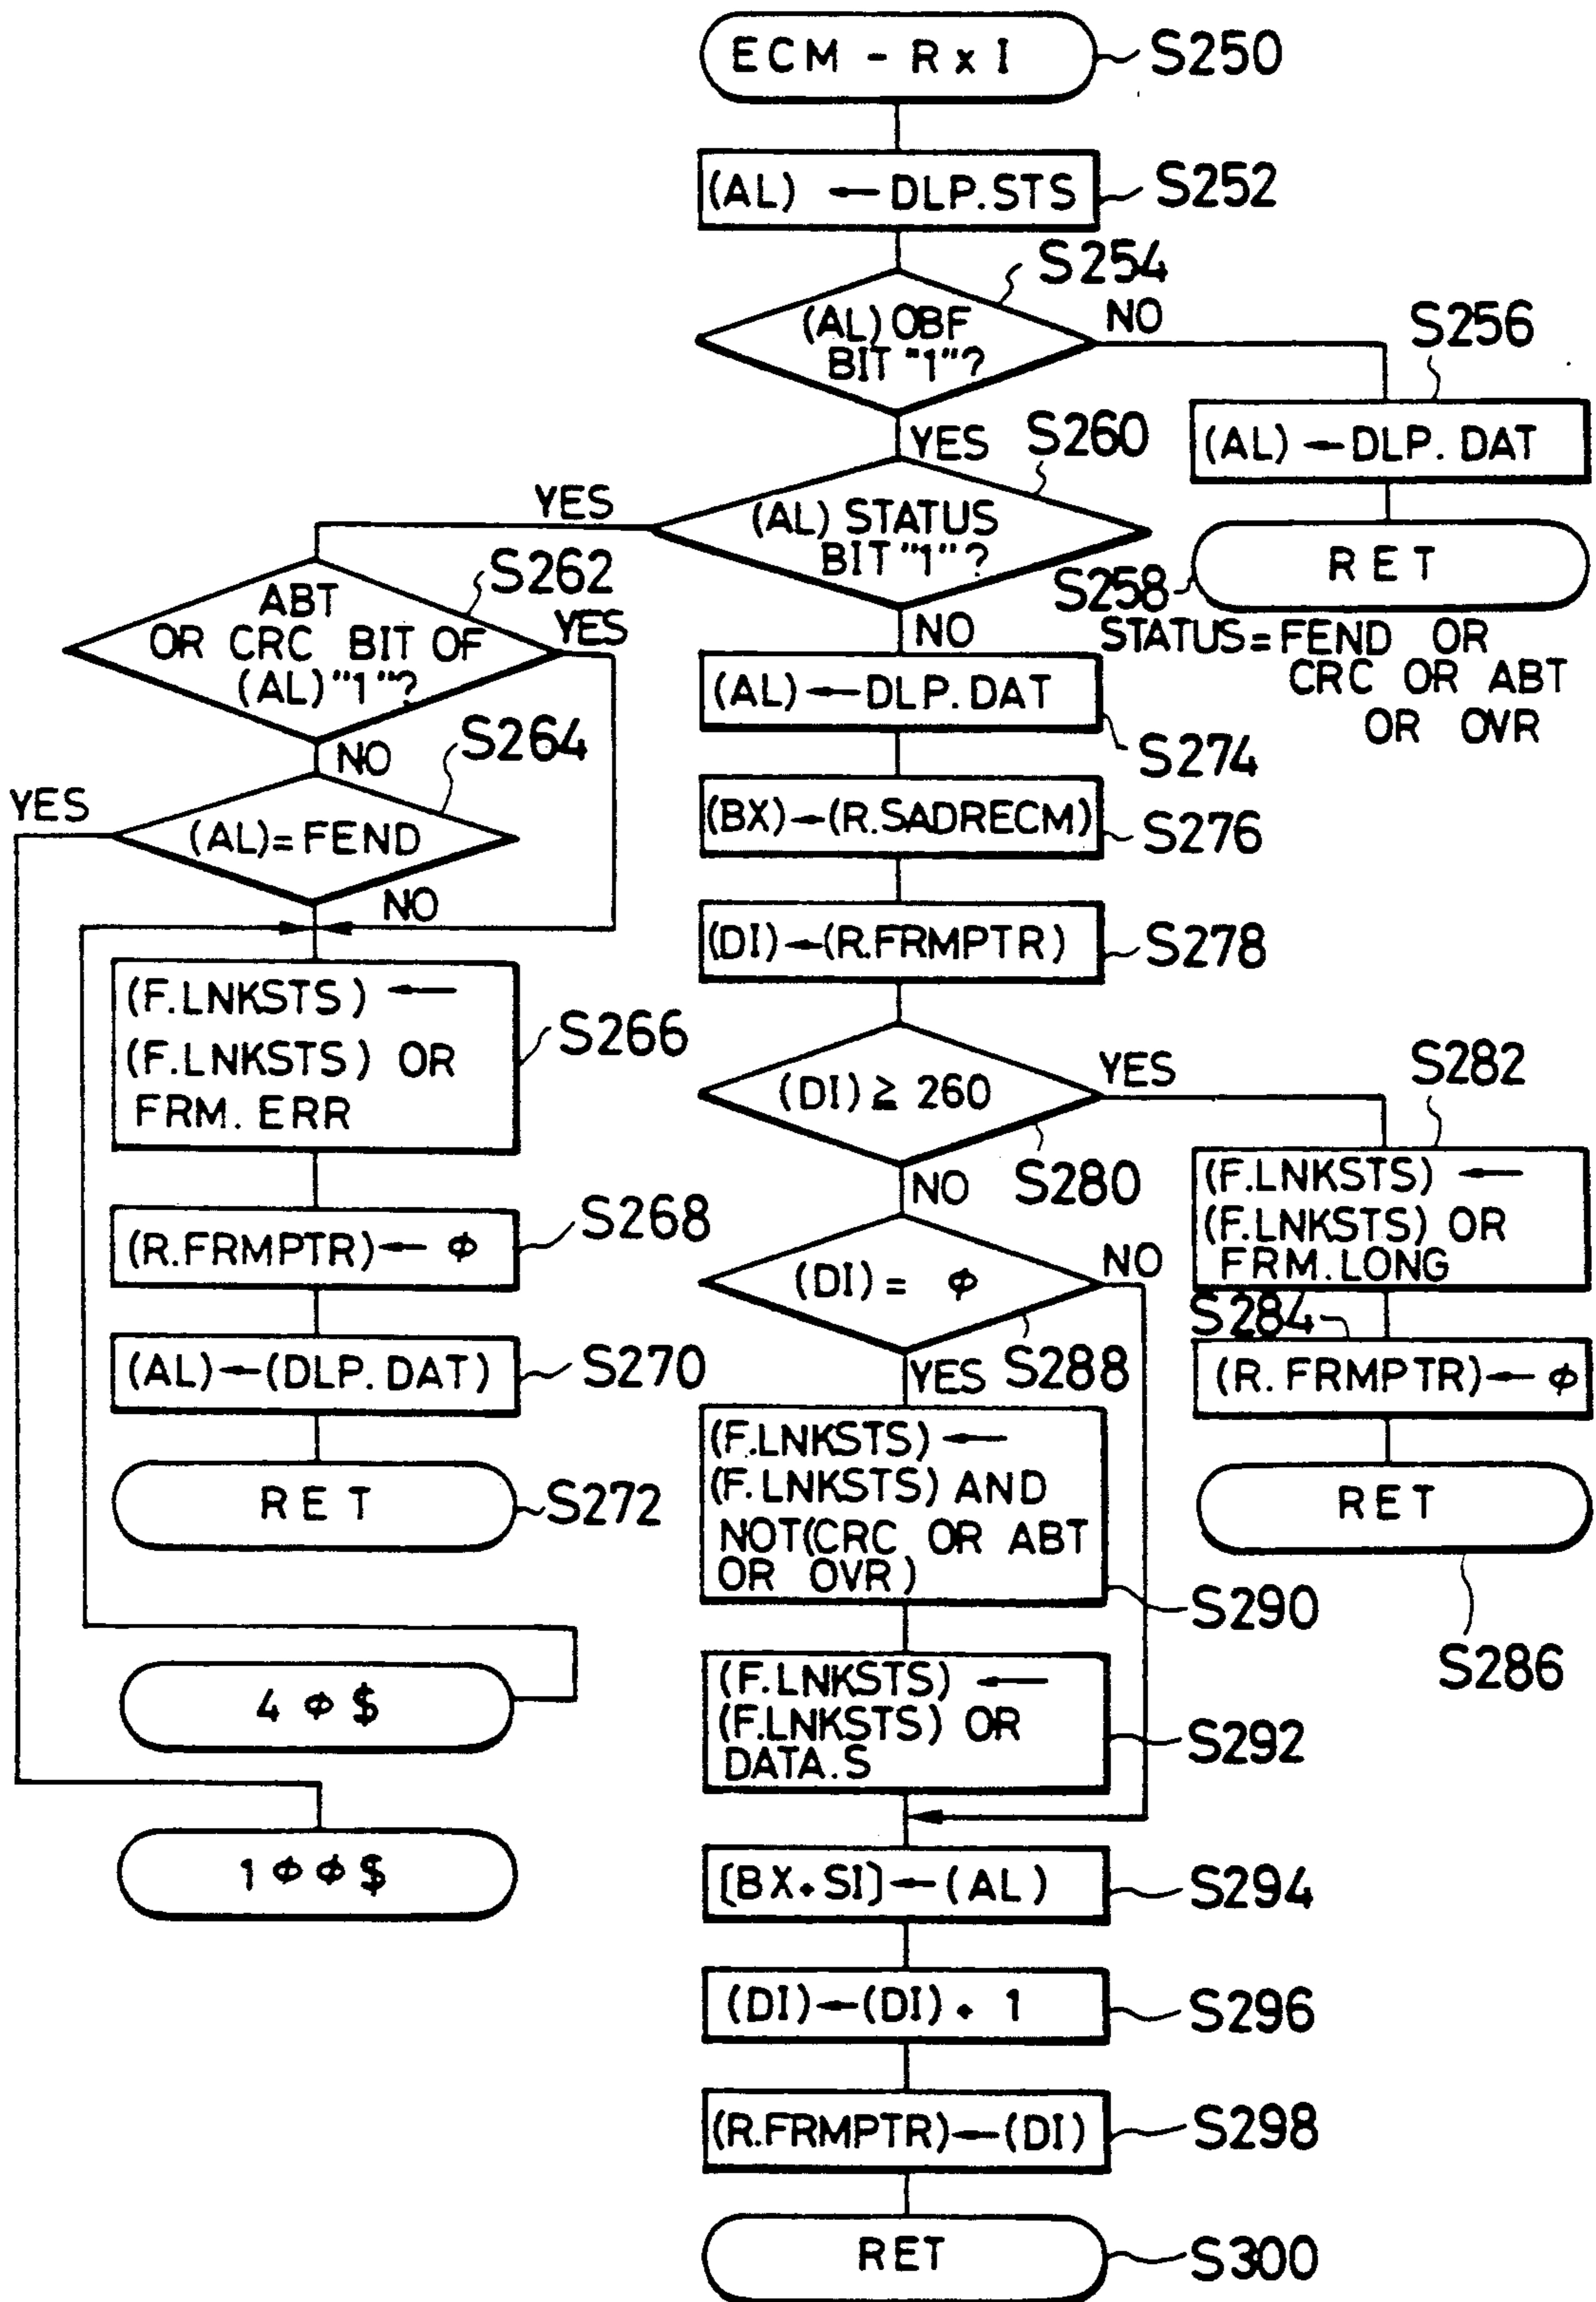 ECM - RxI
S250
(AL) ←DLP.STS
S252
S254
(AL) OBF
BIT "1"?
NO
S256
(AL) ←DLP. DAT
YES
S260
(AL) STATUS
BIT "1"?
YES
RET
S258
STATUS=FEND OR
CRC OR ABT
OR OVR
S262
ABT
OR CRC BIT OF
(AL) "1"?
YES
NO
S264
(AL)=FEND
YES
NO
(F.LNKSTS) ←
(F.LNKSTS) OR
FRM. ERR
S266
(R.FRMPTR)← φ
S268
(AL)←(DLP.DAT)
S270
RET
S272
4 φ $
1 φ φ $
NO
(AL)←DLP.DAT
S274
(BX)←(R.SADRECM)
S276
(DI)←(R.FRMPTR)
S278
(DI) ≧ 260
YES
S280
NO
S282
(F.LNKSTS) ←
(F.LNKSTS) OR
FRM.LONG
S284
(R. FRMPTR)← φ
RET
S286
(DI) = φ
NO
S288
YES
(F.LNKSTS) ←
(F.LNKSTS) AND
NOT(CRC OR ABT
OR OVR)
S290
(F.LNKSTS) ←
(F.LNKSTS) OR
DATA.S
S292
[BX+SI]←(AL)
S294
(DI)←(DI) + 1
S296
(R.FRMPTR)←(DI)
S298
RET
S300